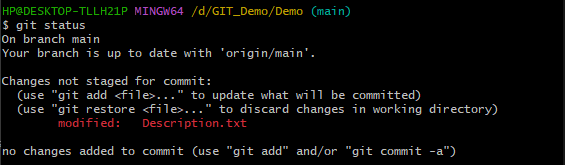 HP@DESKTOP-TLLH21P MINGW64 /d/GIT_Demo/Demo (main)
$ git status
On branch main
Your branch is up to date with 'origin/main'.

Changes not staged for commit:
  (use "git add <file>..." to update what will be committed)
  (use "git restore <file>..." to discard changes in working directory)
        modified:   Description.txt

no changes added to commit (use "git add" and/or "git commit -a")